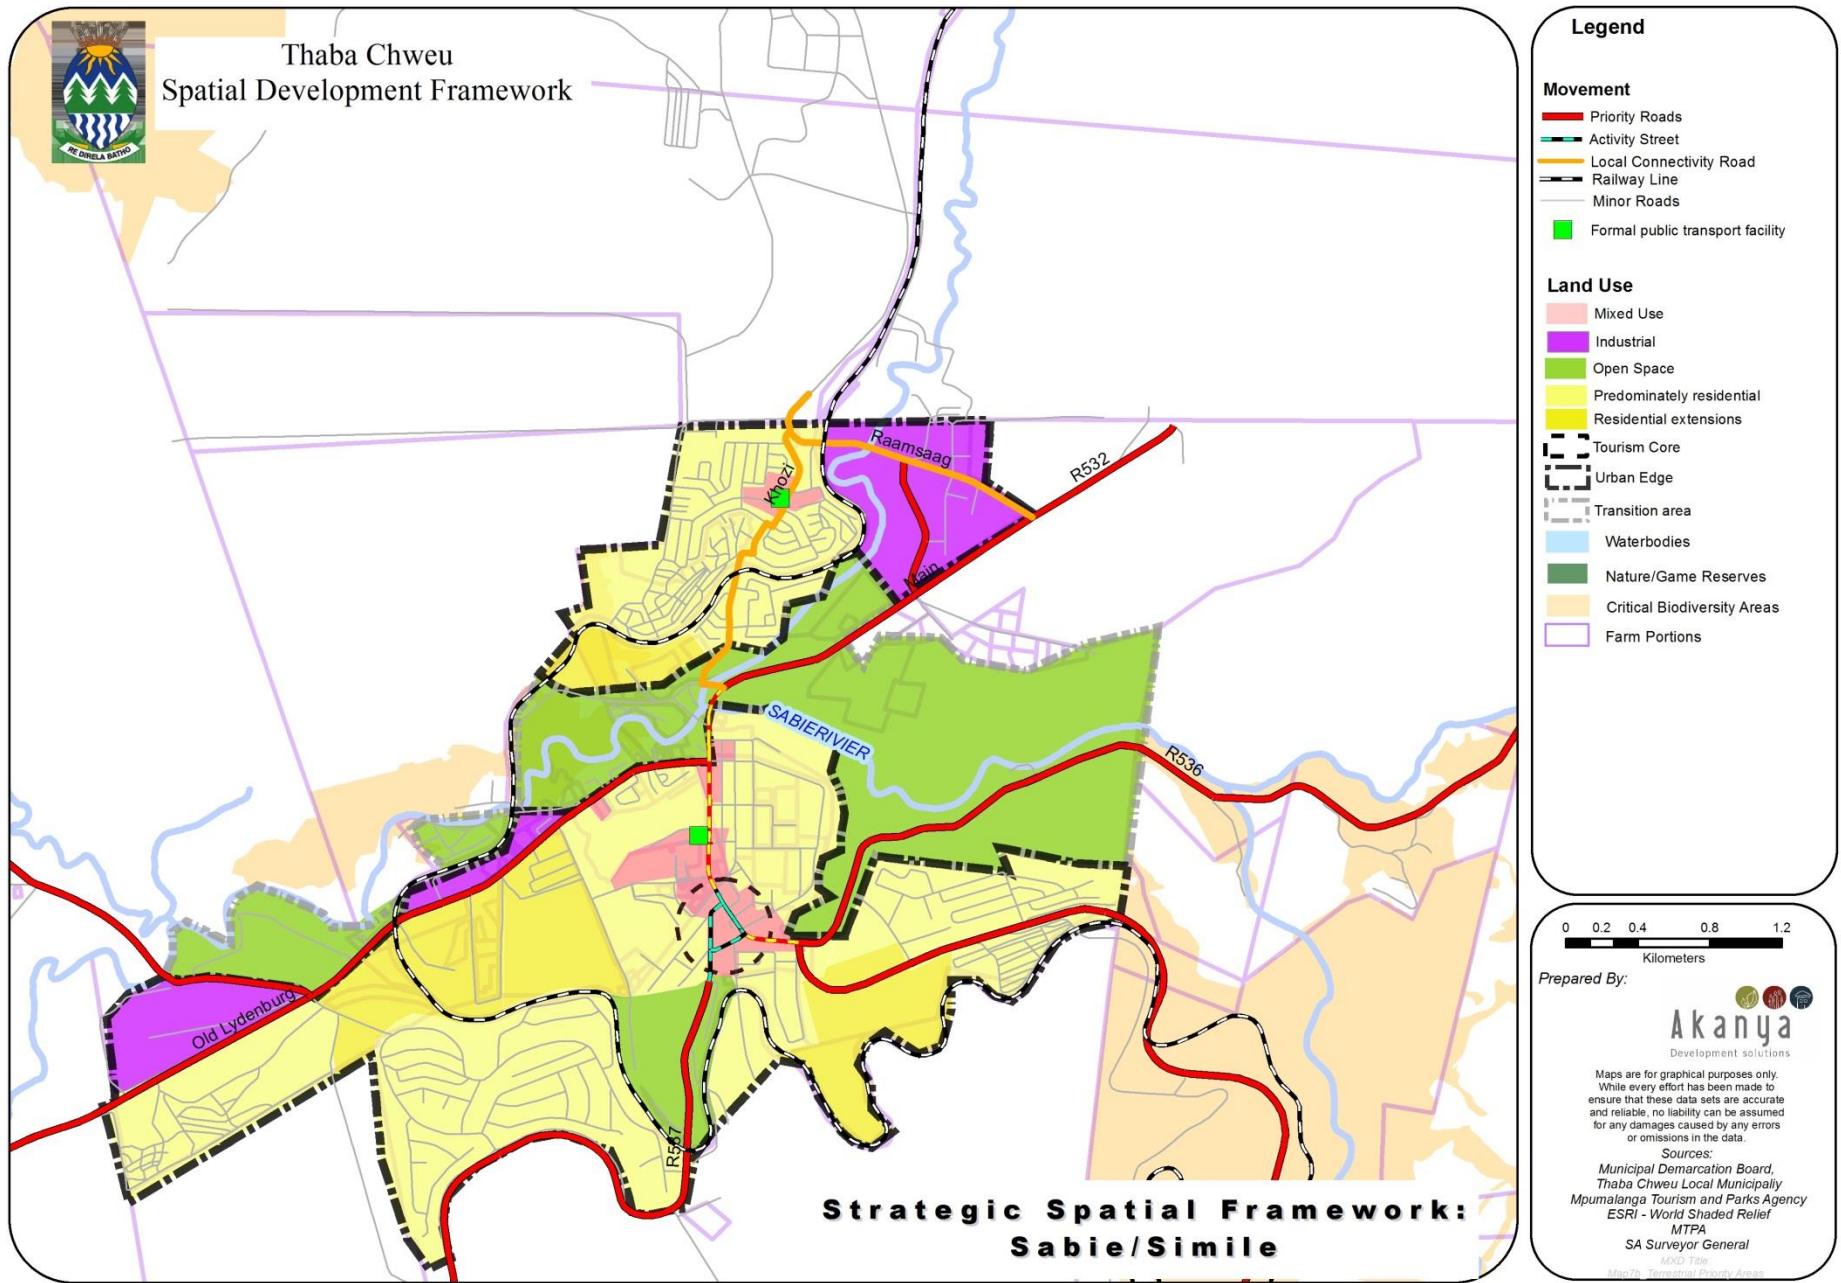 Thaba Chweu
Spatial Development Framework
RE DIRELA BATHO
Khozi
Raamsaag
R532
Main
SABIERIVIER
R536
Old Lydenburg
R537
Strategic Spatial Framework:
Sabie/Simile
Legend
Movement
Priority Roads
Activity Street
Local Connectivity Road
Railway Line
Minor Roads
Formal public transport facility
Land Use
Mixed Use
Industrial
Open Space
Predominately residential
Residential extensions
Tourism Core
Urban Edge
Transition area
Waterbodies
Nature/Game Reserves
Critical Biodiversity Areas
Farm Portions
0 0.2 0.4 0.8 1.2
Kilometers
Prepared By:
Akanya
Development solutions
Maps are for graphical purposes only.
While every effort has been made to
ensure that these data sets are accurate
and reliable, no liability can be assumed
for any damages caused by any errors
or omissions in the data.
Sources:
Municipal Demarcation Board,
Thaba Chweu Local Municipaliy
Mpumalanga Tourism and Parks Agency
ESRI - World Shaded Relief
MTPA
SA Surveyor General
MXD Title:
Map7b_Terrestrial Priority Areas